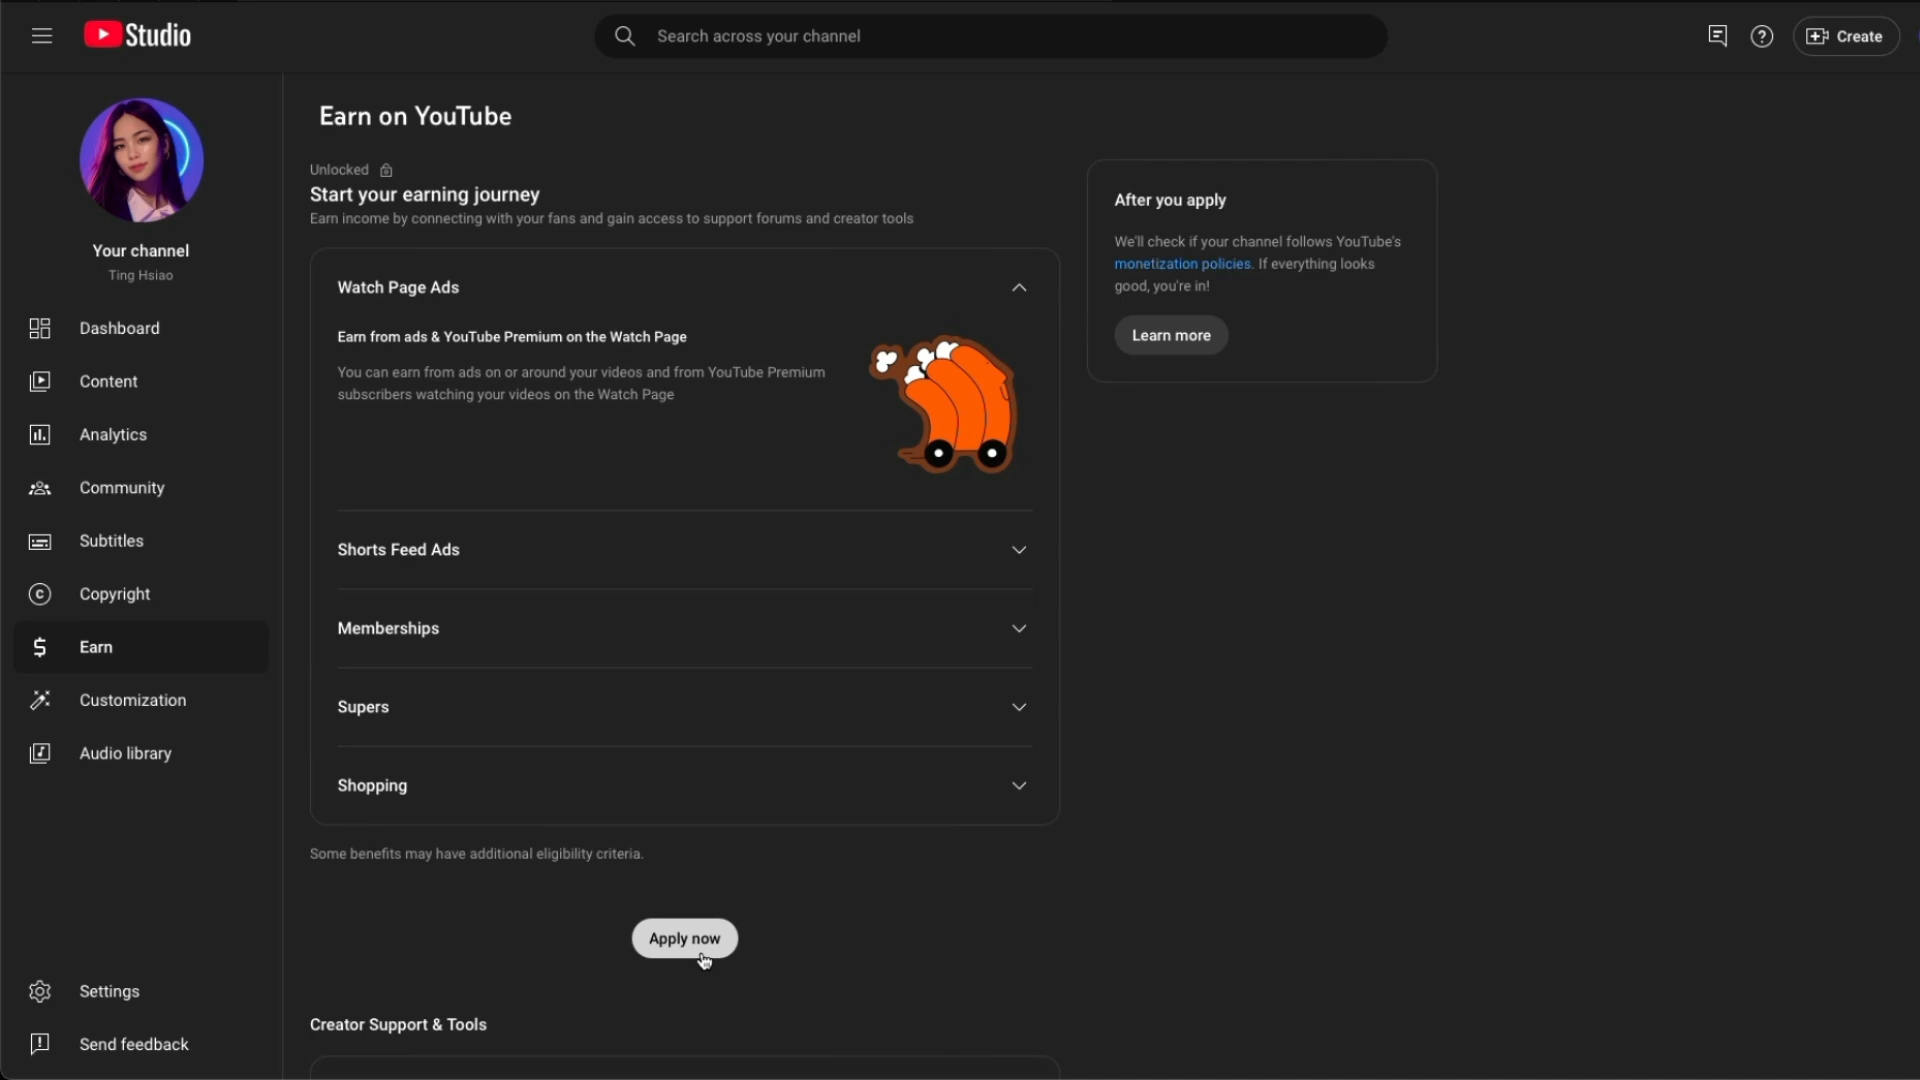 Studio
Search across your channel
Create
Your channel
Ting Hsiao
Dashboard
Content
Analytics
Community
Subtitles
Copyright
Earn
Customization
Audio library
Settings
Send feedback
Earn on YouTube
Unlocked
Start your earning journey
Earn income by connecting with your fans and gain access to support forums and creator tools
Watch Page Ads
Earn from ads & YouTube Premium on the Watch Page
You can earn from ads on or around your videos and from YouTube Premium
subscribers watching your videos on the Watch Page
Shorts Feed Ads
Memberships
Supers
Shopping
Some benefits may have additional eligibility criteria.
Apply now
Creator Support & Tools
After you apply
We'll check if your channel follows YouTube's
monetization policies. If everything looks
good, you're in!
Learn more